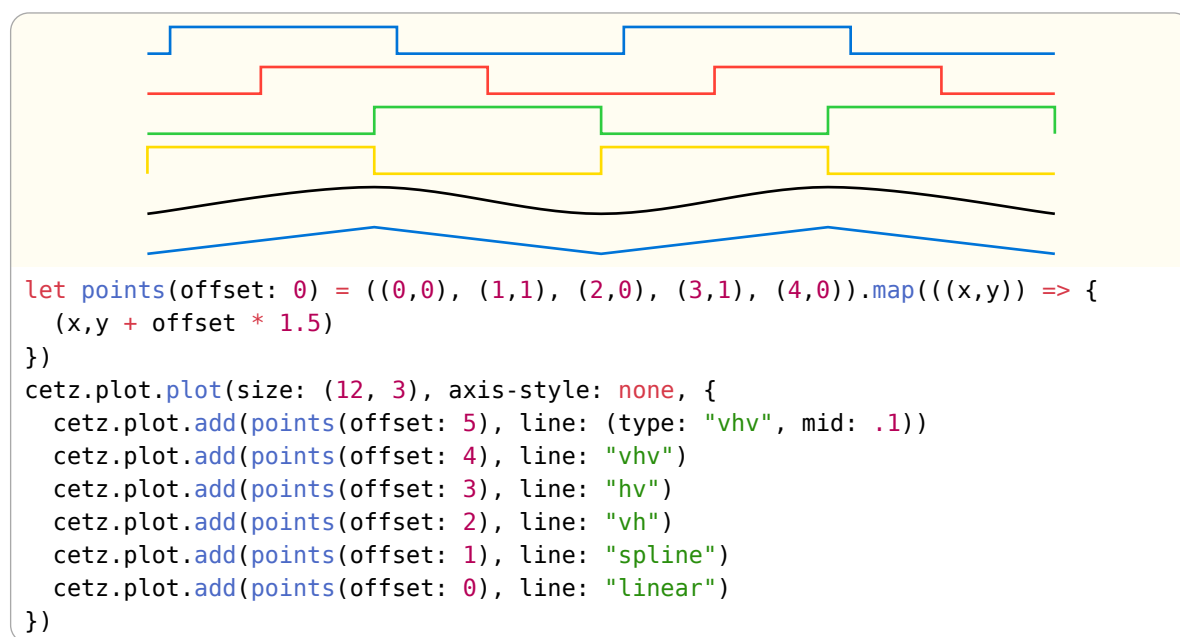 let points(offset: 0) = ((0,0), (1,1), (2,0), (3,1), (4,0)).map(((x,y)) => {
  (x,y + offset * 1.5)
})
cetz.plot.plot(size: (12, 3), axis-style: none, {
  cetz.plot.add(points(offset: 5), line: (type: "vhv", mid: .1))
  cetz.plot.add(points(offset: 4), line: "vhv")
  cetz.plot.add(points(offset: 3), line: "hv")
  cetz.plot.add(points(offset: 2), line: "vh")
  cetz.plot.add(points(offset: 1), line: "spline")
  cetz.plot.add(points(offset: 0), line: "linear")
})